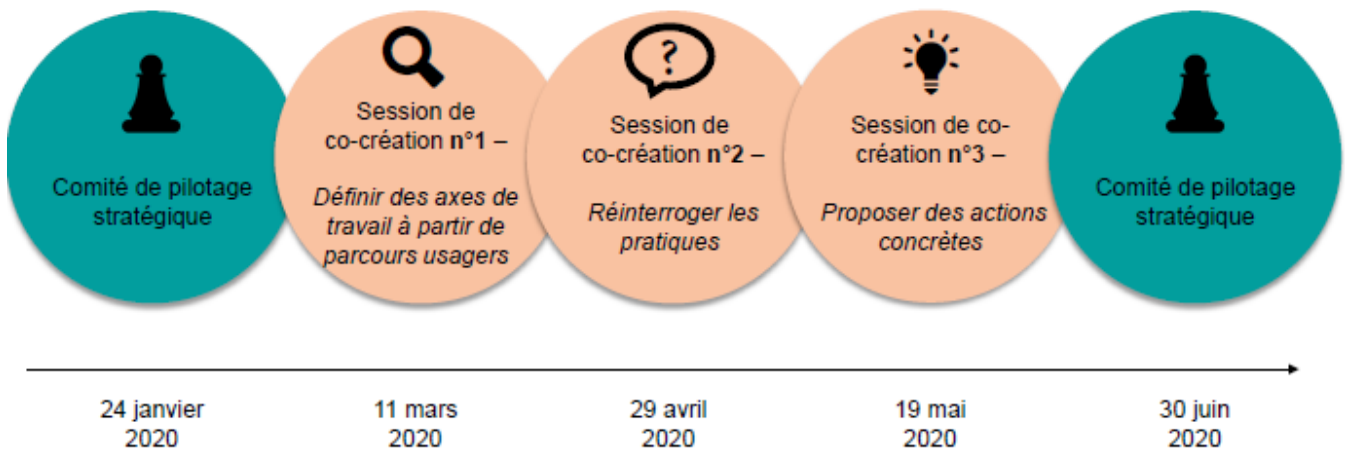 Comité de pilotage
stratégique
Session de
co-création n°1 –
Définir des axes de
travail à partir de
parcours usagers
?
Session de
co-création n°2 –
Réinterroger les
pratiques
Session de co-
création n°3 –
Proposer des actions
concrètes
Comité de pilotage
stratégique
24 janvier
2020
11 mars
2020
29 avril
2020
19 mai
2020
30 juin
2020